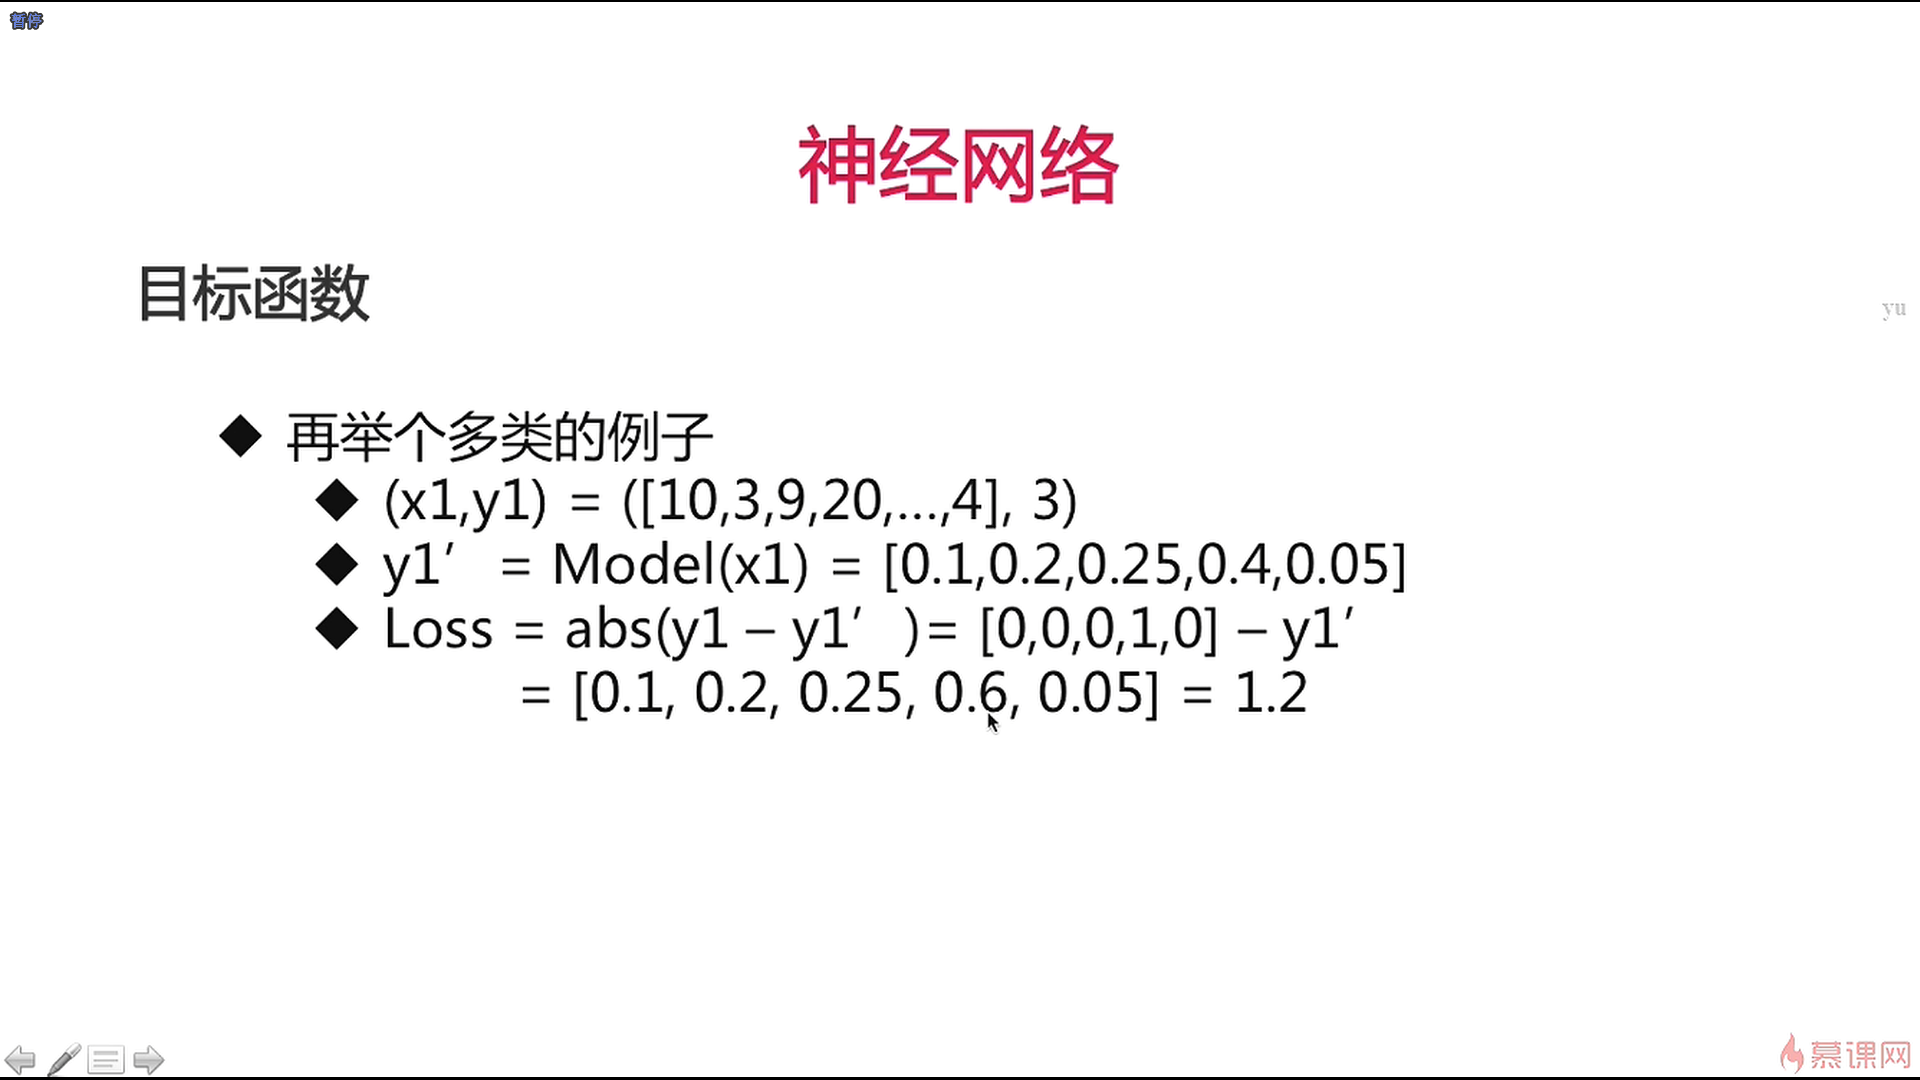 暂停
神经网络
目标函数
yu
◆ 再举个多类的例子
◆ (x1,y1) = ([10,3,9,20,…,4], 3)
◆ y1′ = Model(x1) = [0.1,0.2,0.25,0.4,0.05]
◆ Loss = abs(y1 – y1′ )= [0,0,0,1,0] – y1′
= [0.1, 0.2, 0.25, 0.6, 0.05] = 1.2
慕课网